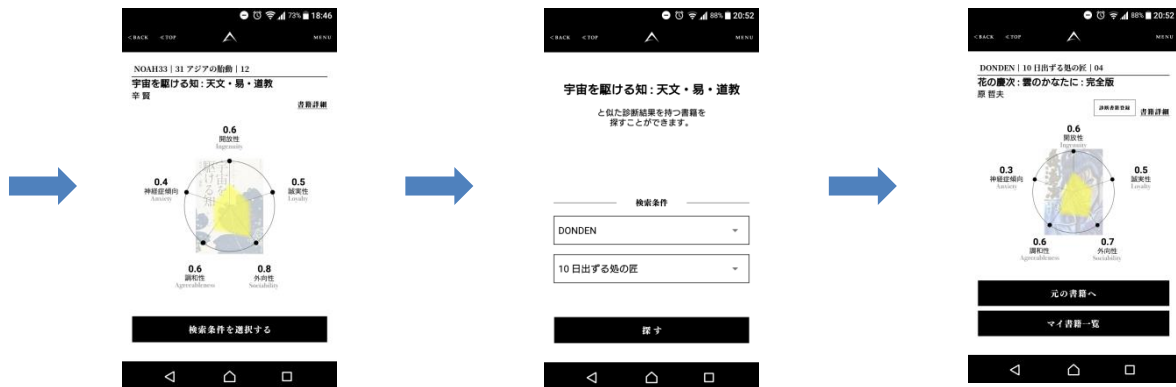 73% 18:46
<BACK <TOP MENU
NOAH33 | 31 アジアの胎動 | 12
宇宙を駆ける知 : 天文・易・道教
辛 賢
書籍詳細
0.6
開放性
Ingenuity
0.4
神経症傾向
Anxiety
0.5
誠実性
Loyalty
0.6
調和性
Agreeableness
0.8
外向性
Sociability
検索条件を選択する
88% 20:52
<BACK <TOP MENU
宇宙を駆ける知 : 天文・易・道教
と似た診断結果を持つ書籍を
探すことができます。
検索条件
DONDEN
10 日出ずる処の匠
探す
88% 20:52
<BACK <TOP MENU
DONDEN | 10 日出ずる処の匠 | 04
花の慶次 : 雲のかなたに : 完全版
原 哲夫
診断書籍登録 書籍詳細
0.6
開放性
Ingenuity
0.3
神経症傾向
Anxiety
0.5
誠実性
Loyalty
0.6
調和性
Agreeableness
0.7
外向性
Sociability
元の書籍へ
マイ書籍一覧